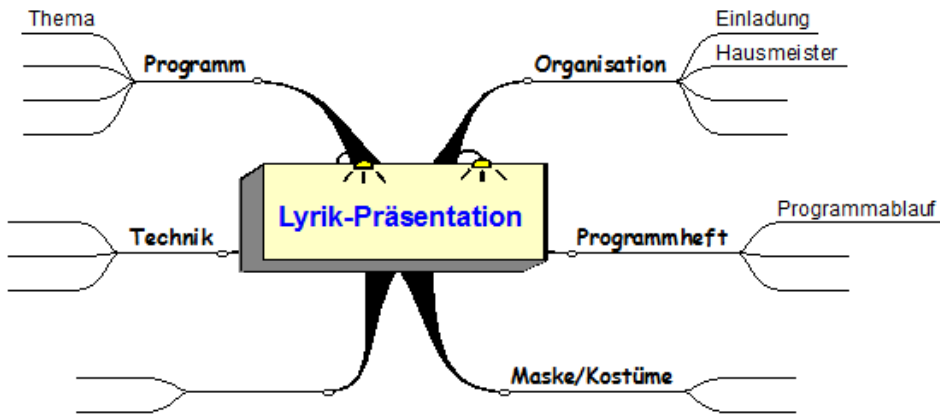 Thema
Programm
Einladung
Organisation
Hausmeister
Lyrik-Präsentation
Technik
Programmheft
Programmablauf
Maske/Kostüme